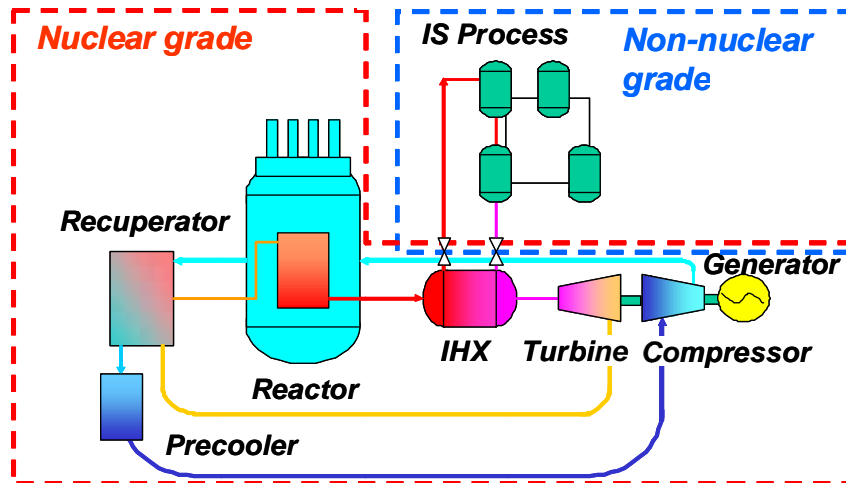 Nuclear grade
IS Process
Non-nuclear
grade
Recuperator
Generator
IHX
Turbine
Compressor
Reactor
Precooler